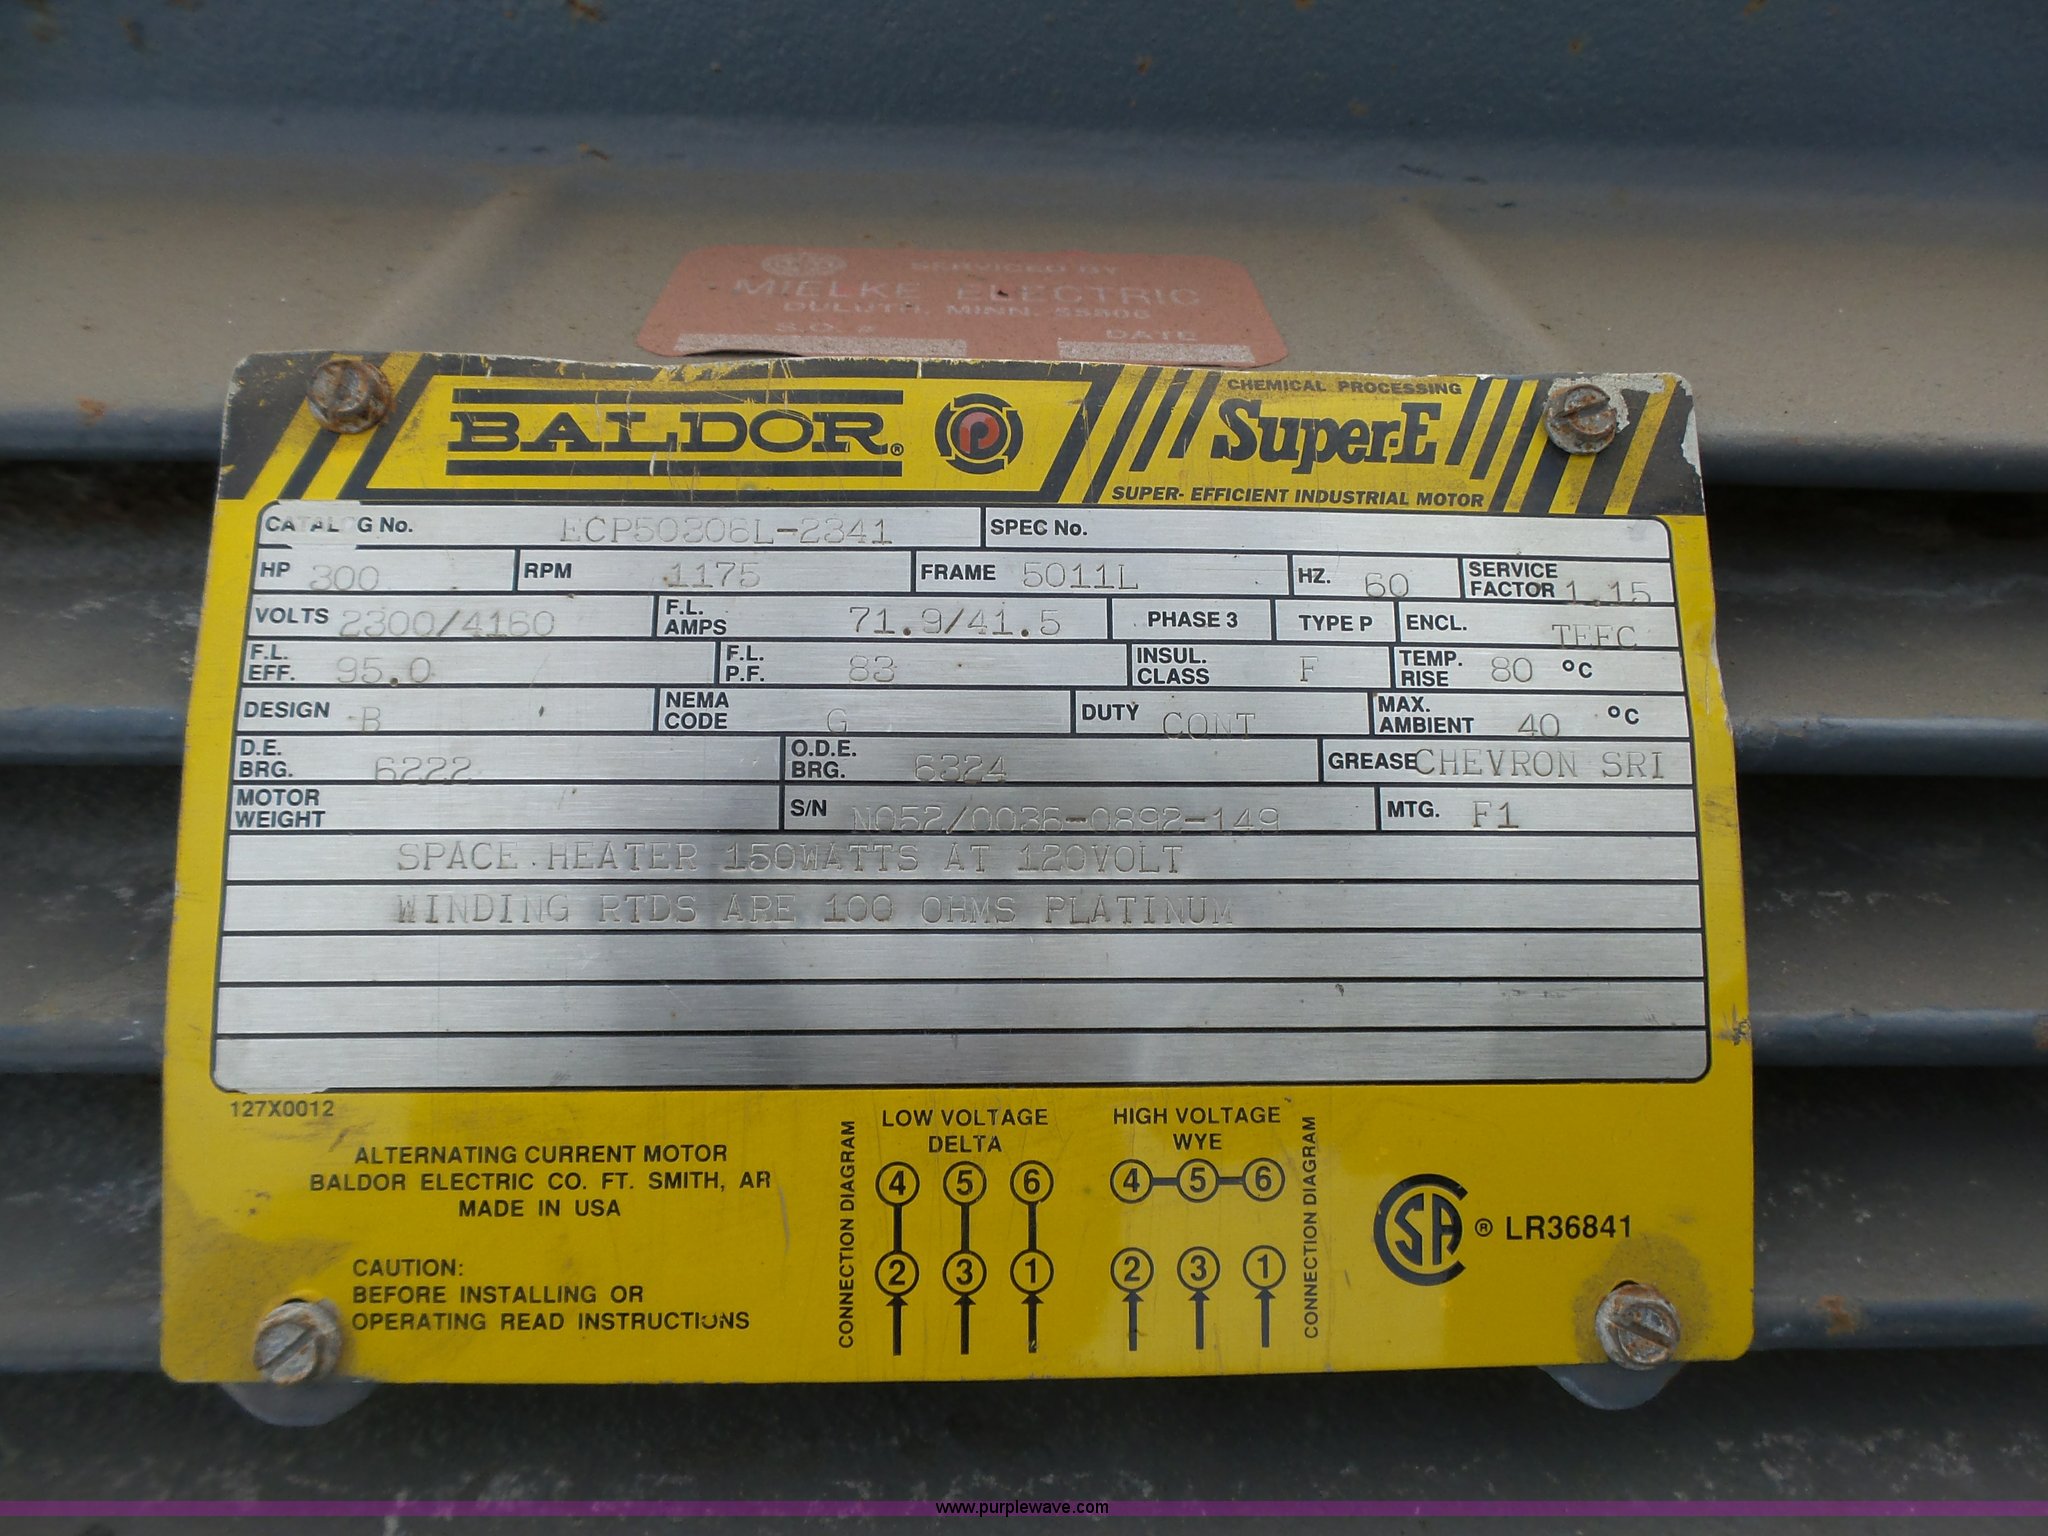 SERVICED BY
MIELKE ELECTRIC
DULUTH, MINN. 55806
S.O. # DATE
BALDOR® p
CHEMICAL PROCESSING
Super-E
SUPER- EFFICIENT INDUSTRIAL MOTOR
CATALOG No. ECP50306L-2341 SPEC No.
HP 300 RPM 1175 FRAME 5011L HZ. 60 SERVICE FACTOR 1.15
VOLTS 2300/4160 F.L. AMPS 71.9/41.5 PHASE 3 TYPE P ENCL. TEFC
F.L. EFF. 95.0 F.L. P.F. 83 INSUL. CLASS F TEMP. RISE 80 °C
DESIGN B NEMA CODE G DUTY CONT MAX. AMBIENT 40 °C
D.E. BRG. 6222 O.D.E. BRG. 6324 GREASE CHEVRON SRI
MOTOR WEIGHT S/N N052/0036-0892-149 MTG. F1
SPACE HEATER 150WATTS AT 120VOLT
WINDING RTDS ARE 100 OHMS PLATINUM
127X0012
ALTERNATING CURRENT MOTOR
BALDOR ELECTRIC CO. FT. SMITH, AR
MADE IN USA
CAUTION:
BEFORE INSTALLING OR
OPERATING READ INSTRUCTIONS
CONNECTION DIAGRAM
LOW VOLTAGE
DELTA
4 5 6
2 3 1
HIGH VOLTAGE
WYE
4 5 6
2 3 1
CONNECTION DIAGRAM
CSA ® LR36841
www.purplewave.com